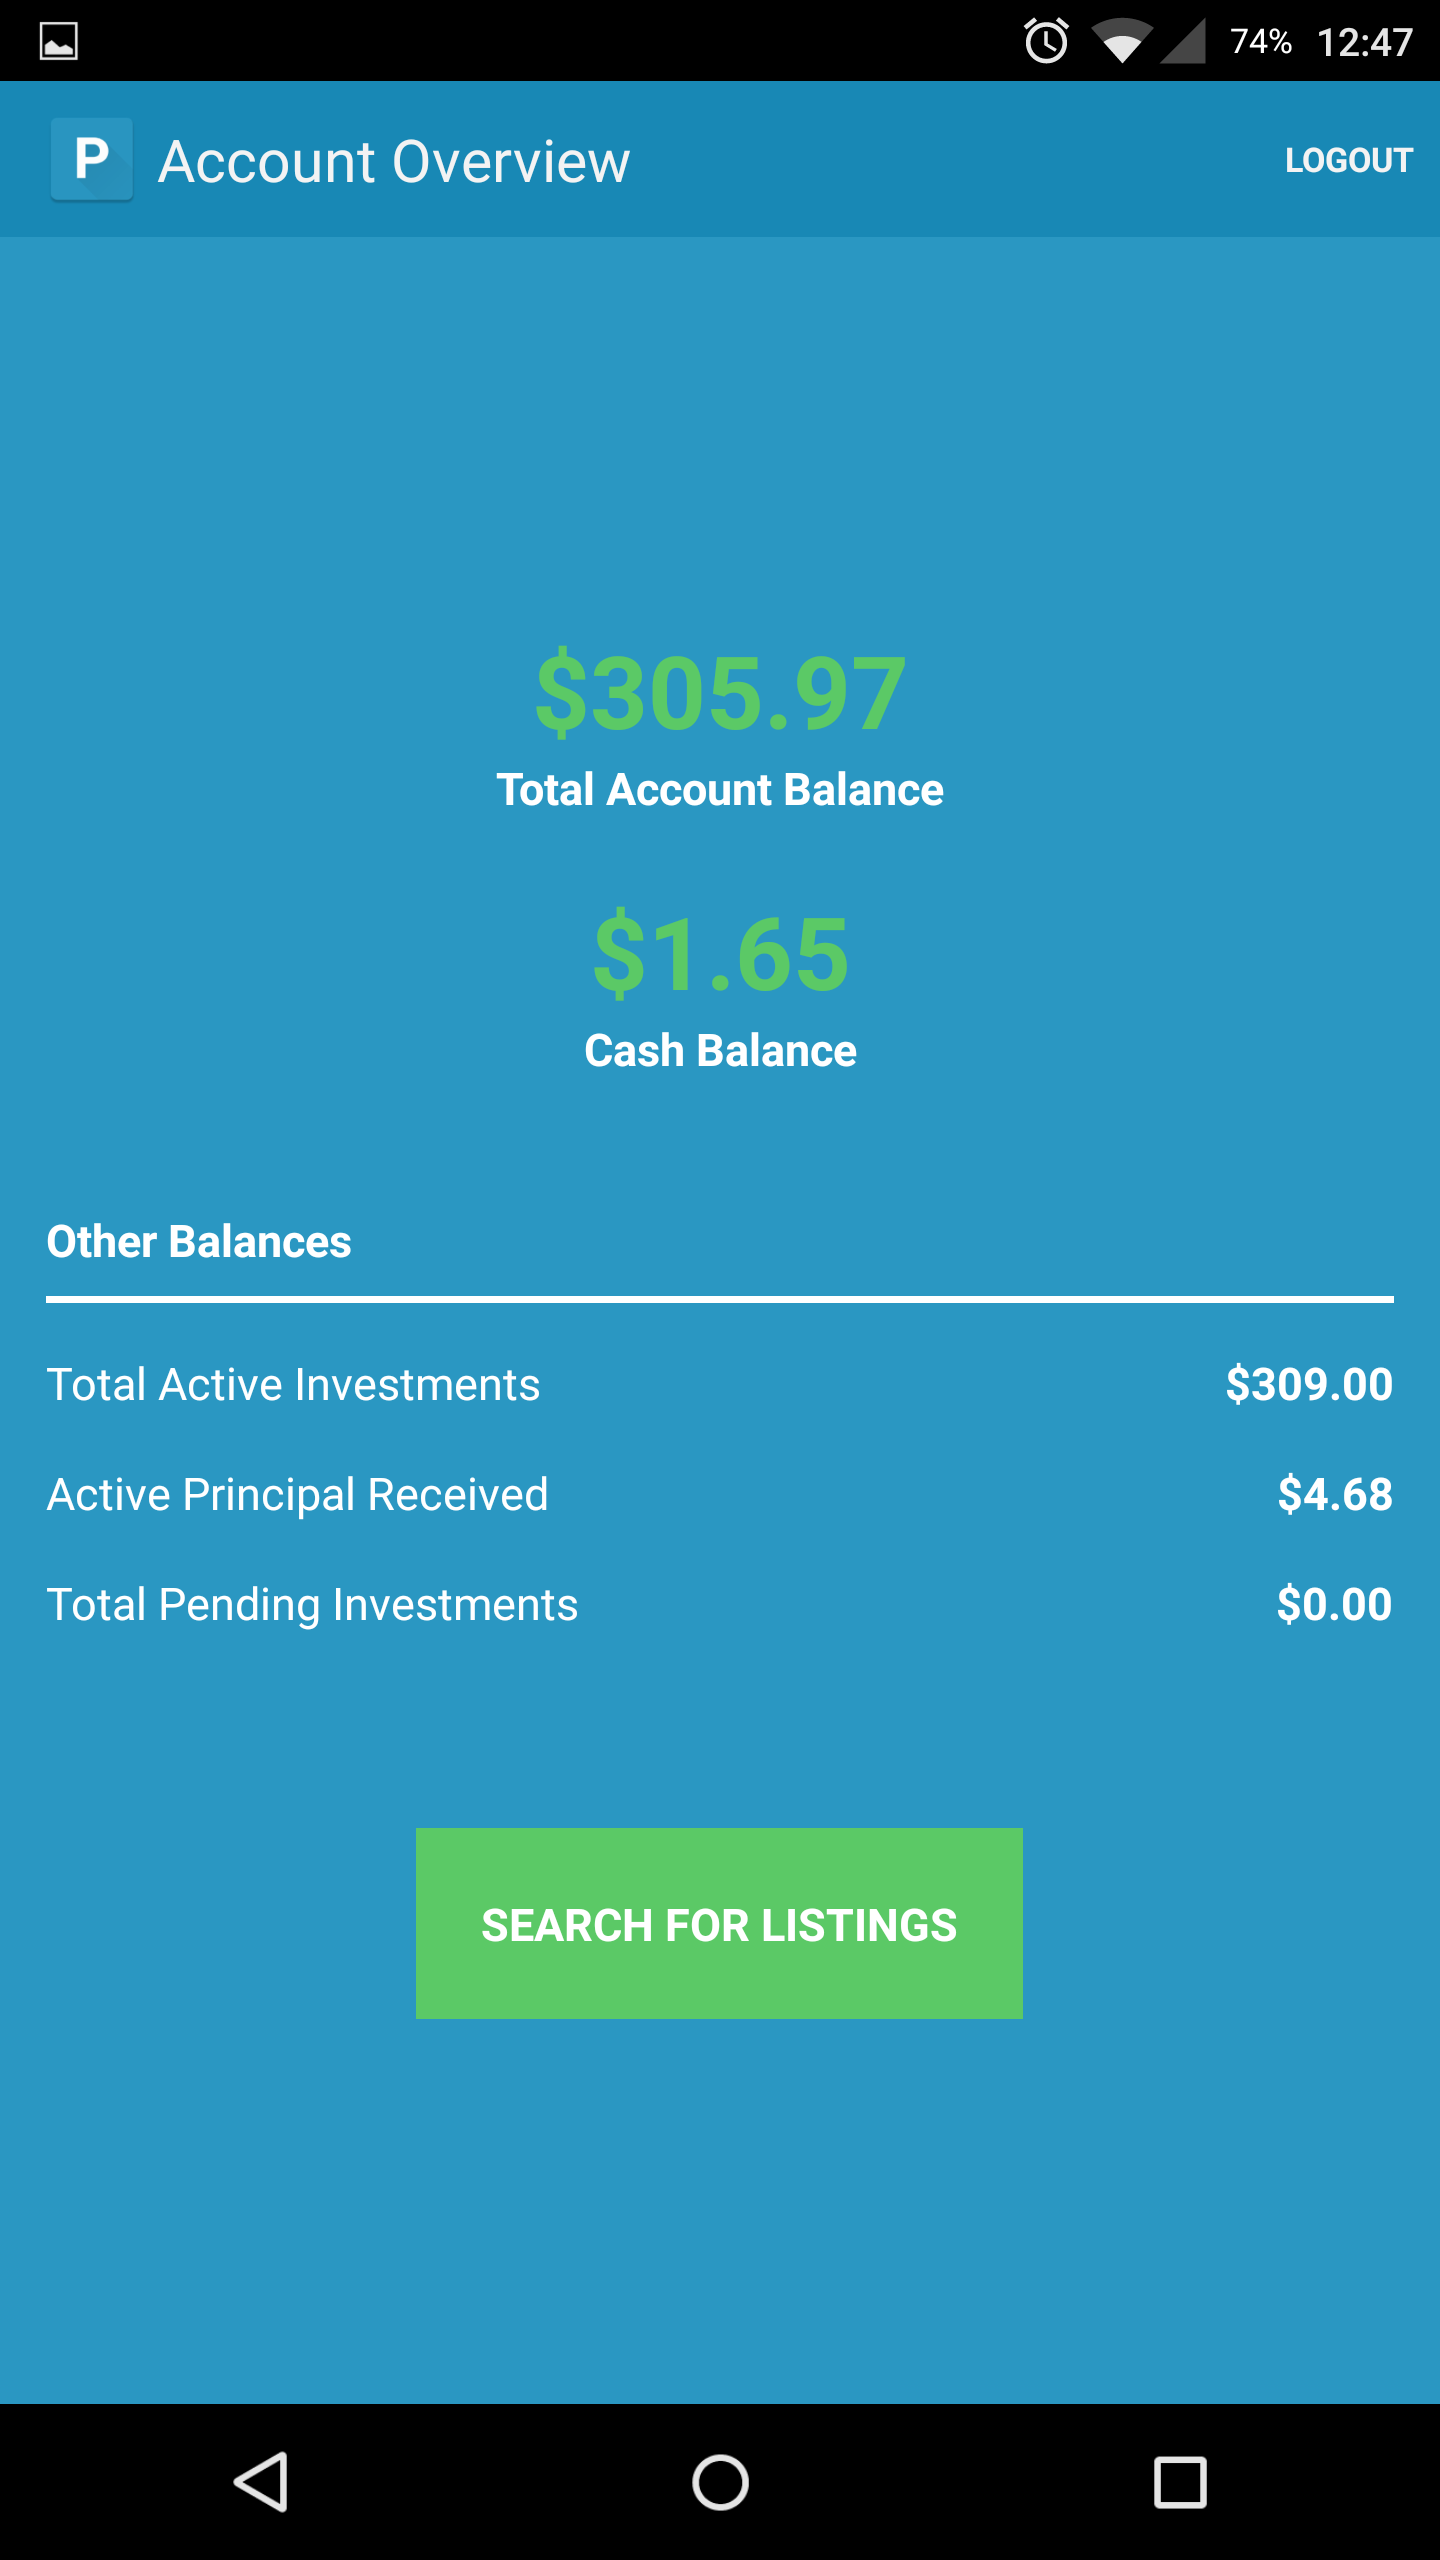 74% 12:47
P Account Overview LOGOUT
$305.97
Total Account Balance
$1.65
Cash Balance
Other Balances
Total Active Investments $309.00
Active Principal Received $4.68
Total Pending Investments $0.00
SEARCH FOR LISTINGS